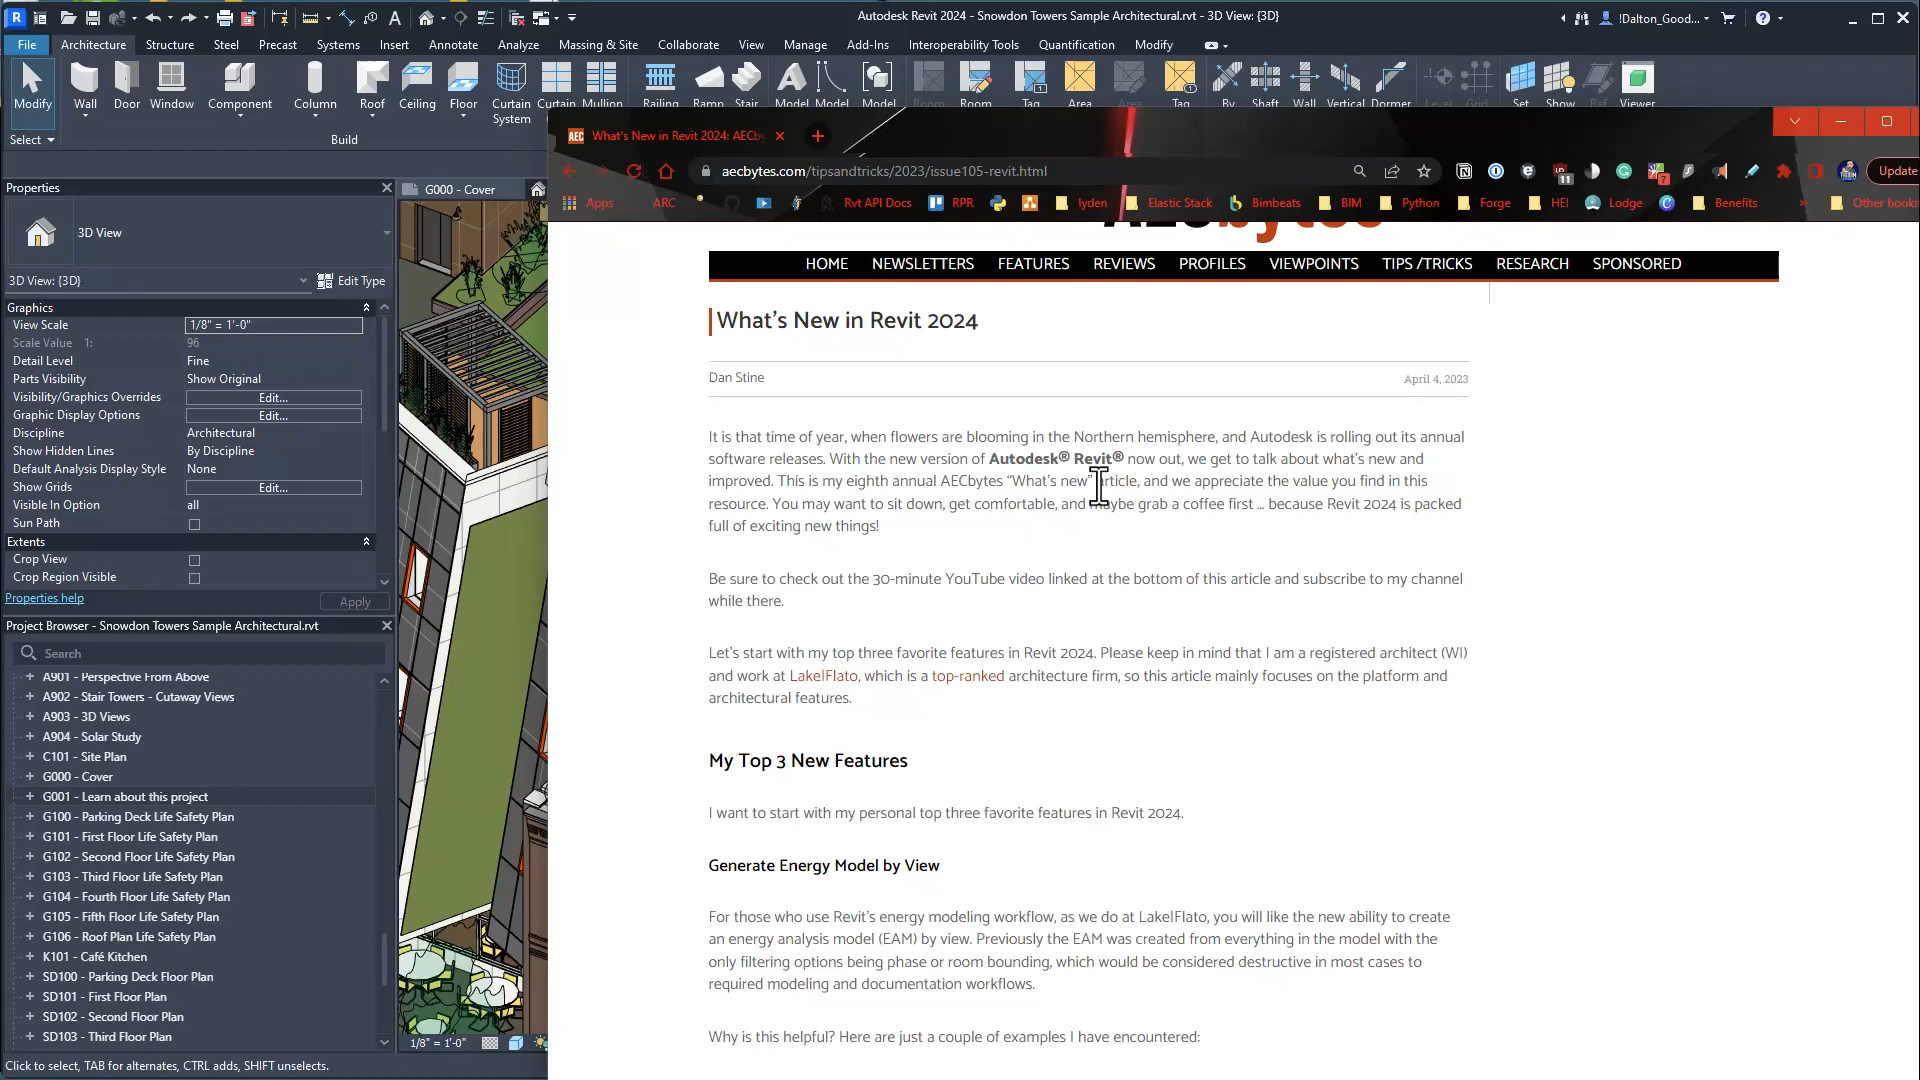 Autodesk Revit 2024 - Snowdon Towers Sample Architectural.rvt - 3D View: {3D}
!Dalton_Good...
File Architecture Structure Steel Precast Systems Insert Annotate Analyze Massing & Site Collaborate View Manage Add-Ins Interoperability Tools Quantification Modify
Modify Wall Door Window Component Column Roof Ceiling Floor Curtain System Curtain Mullion Railing Ramp Stair Model Model Model Room Room Tag Area Area Tag By Shaft Wall Vertical Dormer Level Grid Set Show Ref Viewer
Select
Build
Properties
G000 - Cover
3D View
3D View: {3D}
Edit Type
Graphics
View Scale 1/8" = 1'-0"
Scale Value 1: 96
Detail Level Fine
Parts Visibility Show Original
Visibility/Graphics Overrides Edit...
Graphic Display Options Edit...
Discipline Architectural
Show Hidden Lines By Discipline
Default Analysis Display Style None
Show Grids Edit...
Visible In Option all
Sun Path
Extents
Crop View
Crop Region Visible
Properties help
Apply
Project Browser - Snowdon Towers Sample Architectural.rvt
Search
A901 - Perspective From Above
A902 - Stair Towers - Cutaway Views
A903 - 3D Views
A904 - Solar Study
C101 - Site Plan
G000 - Cover
G001 - Learn about this project
G100 - Parking Deck Life Safety Plan
G101 - First Floor Life Safety Plan
G102 - Second Floor Life Safety Plan
G103 - Third Floor Life Safety Plan
G104 - Fourth Floor Life Safety Plan
G105 - Fifth Floor Life Safety Plan
G106 - Roof Plan Life Safety Plan
K101 - Café Kitchen
SD100 - Parking Deck Floor Plan
SD101 - First Floor Plan
SD102 - Second Floor Plan
SD103 - Third Floor Plan
1/8" = 1'-0"
Click to select, TAB for alternates, CTRL adds, SHIFT unselects.
AEC What's New in Revit 2024: AECby
aecbytes.com/tipsandtricks/2023/issue105-revit.html
11
7
Update
Apps ARC Rvt API Docs RPR Iyden Elastic Stack Bimbeats BIM Python Forge HEI Lodge Benefits » Other bookm
AECbytes
HOME NEWSLETTERS FEATURES REVIEWS PROFILES VIEWPOINTS TIPS /TRICKS RESEARCH SPONSORED
What's New in Revit 2024
Dan Stine
April 4, 2023
It is that time of year, when flowers are blooming in the Northern hemisphere, and Autodesk is rolling out its annual
software releases. With the new version of Autodesk® Revit® now out, we get to talk about what's new and
improved. This is my eighth annual AECbytes “What's new” article, and we appreciate the value you find in this
resource. You may want to sit down, get comfortable, and maybe grab a coffee first … because Revit 2024 is packed
full of exciting new things!
Be sure to check out the 30-minute YouTube video linked at the bottom of this article and subscribe to my channel
while there.
Let's start with my top three favorite features in Revit 2024. Please keep in mind that I am a registered architect (WI)
and work at Lake|Flato, which is a top-ranked architecture firm, so this article mainly focuses on the platform and
architectural features.
My Top 3 New Features
I want to start with my personal top three favorite features in Revit 2024.
Generate Energy Model by View
For those who use Revit's energy modeling workflow, as we do at Lake|Flato, you will like the new ability to create
an energy analysis model (EAM) by view. Previously the EAM was created from everything in the model with the
only filtering options being phase or room bounding, which would be considered destructive in most cases to
required modeling and documentation workflows.
Why is this helpful? Here are just a couple of examples I have encountered: